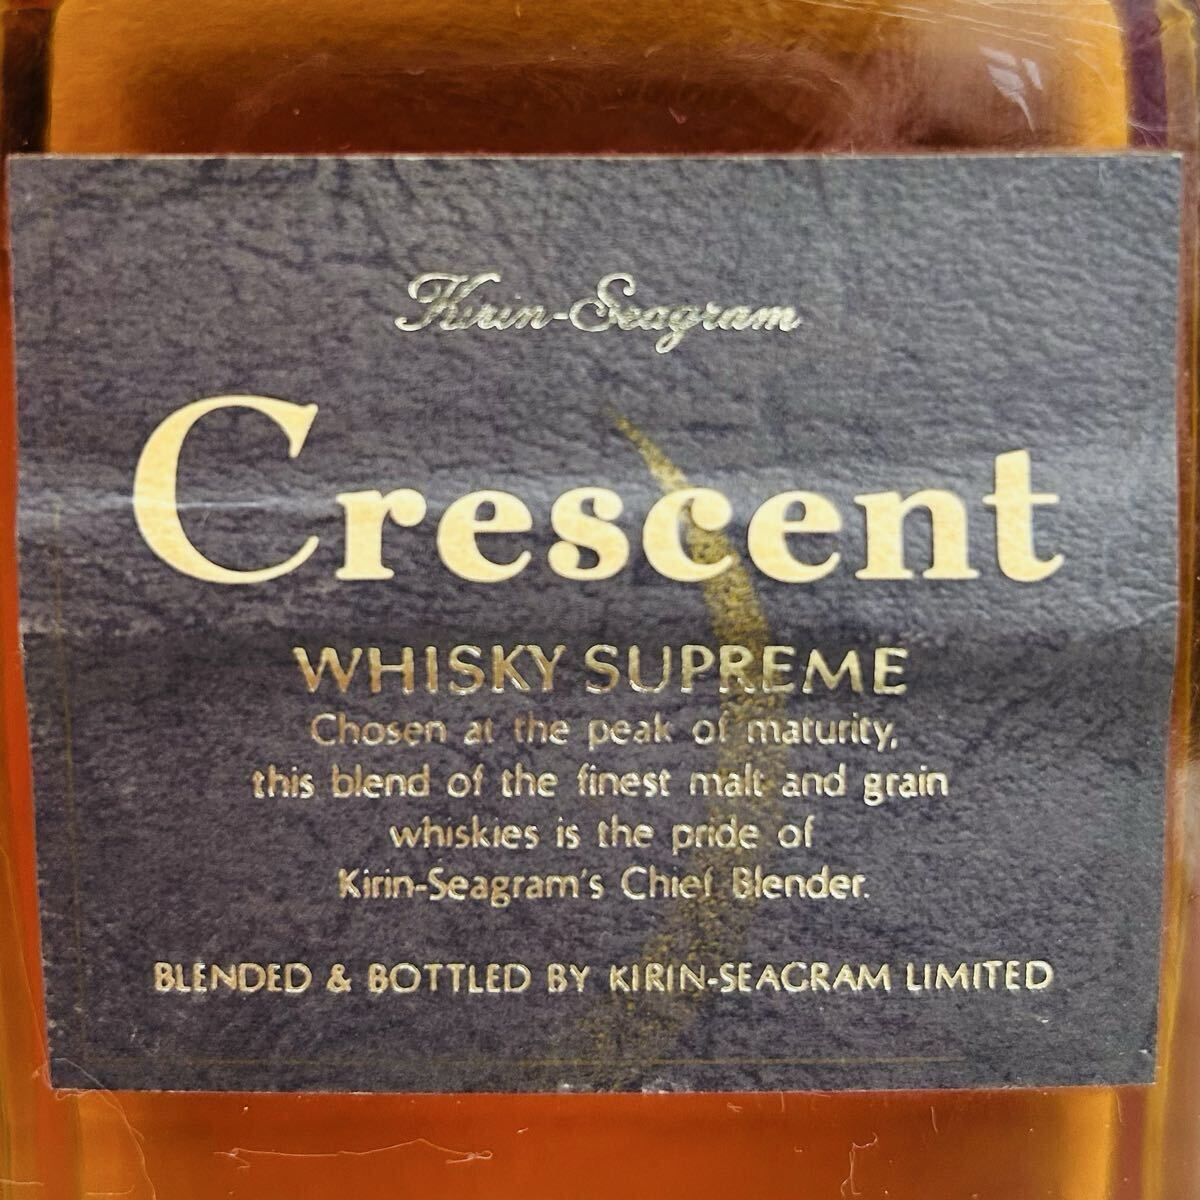 Kirin-Seagram
Crescent
WHISKY SUPREME
Chosen at the peak of maturity,
this blend of the finest malt and grain
whiskies is the pride of
Kirin-Seagram's Chief Blender.
BLENDED & BOTTLED BY KIRIN-SEAGRAM LIMITED